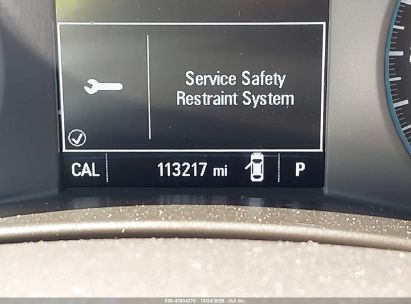 Service Safety
Restraint System
CAL 113217 mi P